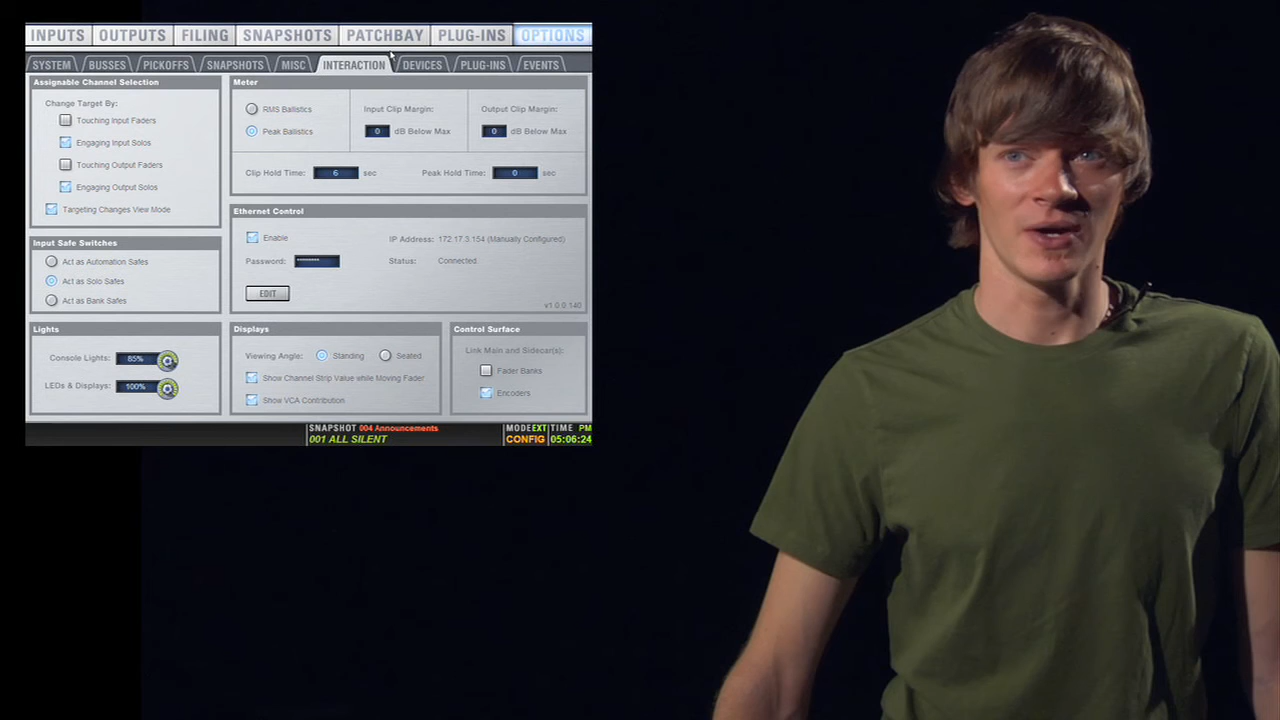 INPUTS OUTPUTS FILING SNAPSHOTS PATCHBAY PLUG-INS OPTIONS
SYSTEM BUSSES PICKOFFS SNAPSHOTS MISC INTERACTION DEVICES PLUG-INS EVENTS
Assignable Channel Selection
Change Target By:
Touching Input Faders
Engaging Input Solos
Touching Output Faders
Engaging Output Solos
Targeting Changes View Mode
Meter
RMS Ballistics
Peak Ballistics
Input Clip Margin:
0 dB Below Max
Output Clip Margin:
0 dB Below Max
Clip Hold Time: 6 sec
Peak Hold Time: 0 sec
Input Safe Switches
Act as Automation Safes
Act as Solo Safes
Act as Bank Safes
Ethernet Control
Enable
IP Address: 172.17.3.154 (Manually Configured)
Password: ********
Status: Connected
EDIT
v1.0.0.140
Lights
Console Lights: 85%
LEDs & Displays: 100%
Displays
Viewing Angle: Standing Seated
Show Channel Strip Value while Moving Fader
Show VCA Contribution
Control Surface
Link Main and Sidecar(s):
Fader Banks
Encoders
SNAPSHOT 004 Announcements
001 ALL SILENT
MODE EXT
CONFIG
TIME PM
05:06:24